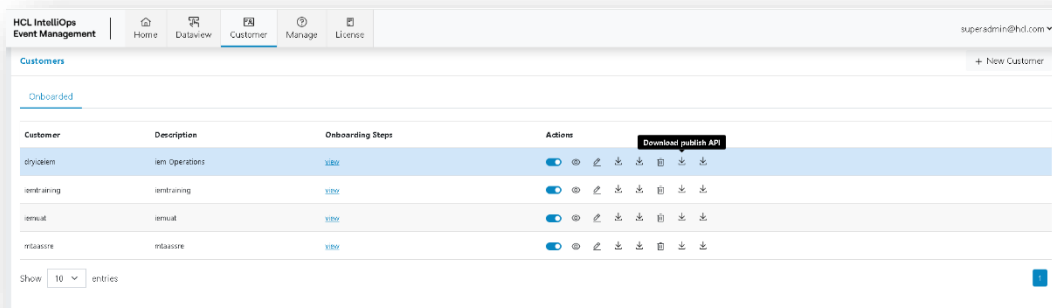 HCL IntelliOps
Event Management
Home
Dataview
Customer
Manage
License
superadmin@hcl.com
Customers
+ New Customer
Onboarded
Customer Description Onboarding Steps Actions
Download publish API
dryiceiem iem Operations view
iemtraining iemtraining view
iemuat iemuat view
mtaassre mtaassre view
Show 10 entries
1